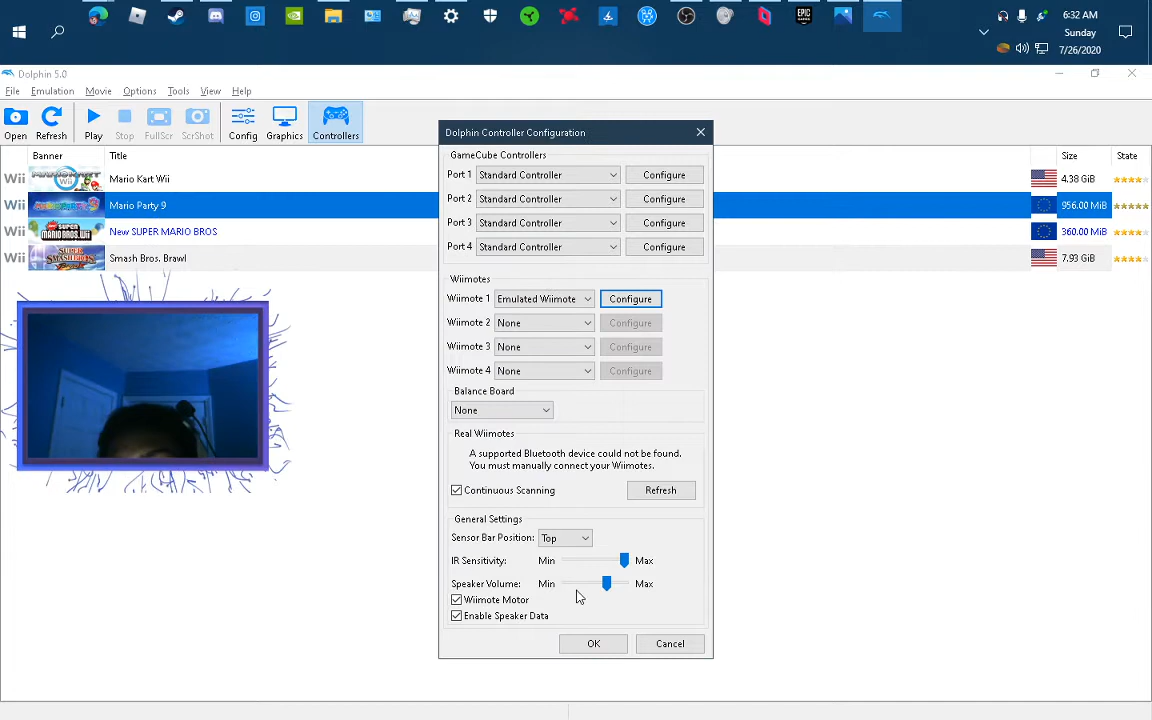 6:32 AM
Sunday
7/26/2020
Dolphin 5.0
File Emulation Movie Options Tools View Help
Open Refresh Play Stop FullScr ScrShot Config Graphics Controllers
Banner Title Size State
Wii Mario Kart Wii 4.38 GiB
Wii Mario Party 9 956.00 MiB
Wii New SUPER MARIO BROS 360.00 MiB
Wii Smash Bros. Brawl 7.93 GiB
Dolphin Controller Configuration
GameCube Controllers
Port 1 Standard Controller Configure
Port 2 Standard Controller Configure
Port 3 Standard Controller Configure
Port 4 Standard Controller Configure
Wiimotes
Wiimote 1 Emulated Wiimote Configure
Wiimote 2 None Configure
Wiimote 3 None Configure
Wiimote 4 None Configure
Balance Board
None
Real Wiimotes
A supported Bluetooth device could not be found.
You must manually connect your Wiimotes.
Continuous Scanning Refresh
General Settings
Sensor Bar Position: Top
IR Sensitivity: Min Max
Speaker Volume: Min Max
Wiimote Motor
Enable Speaker Data
OK Cancel